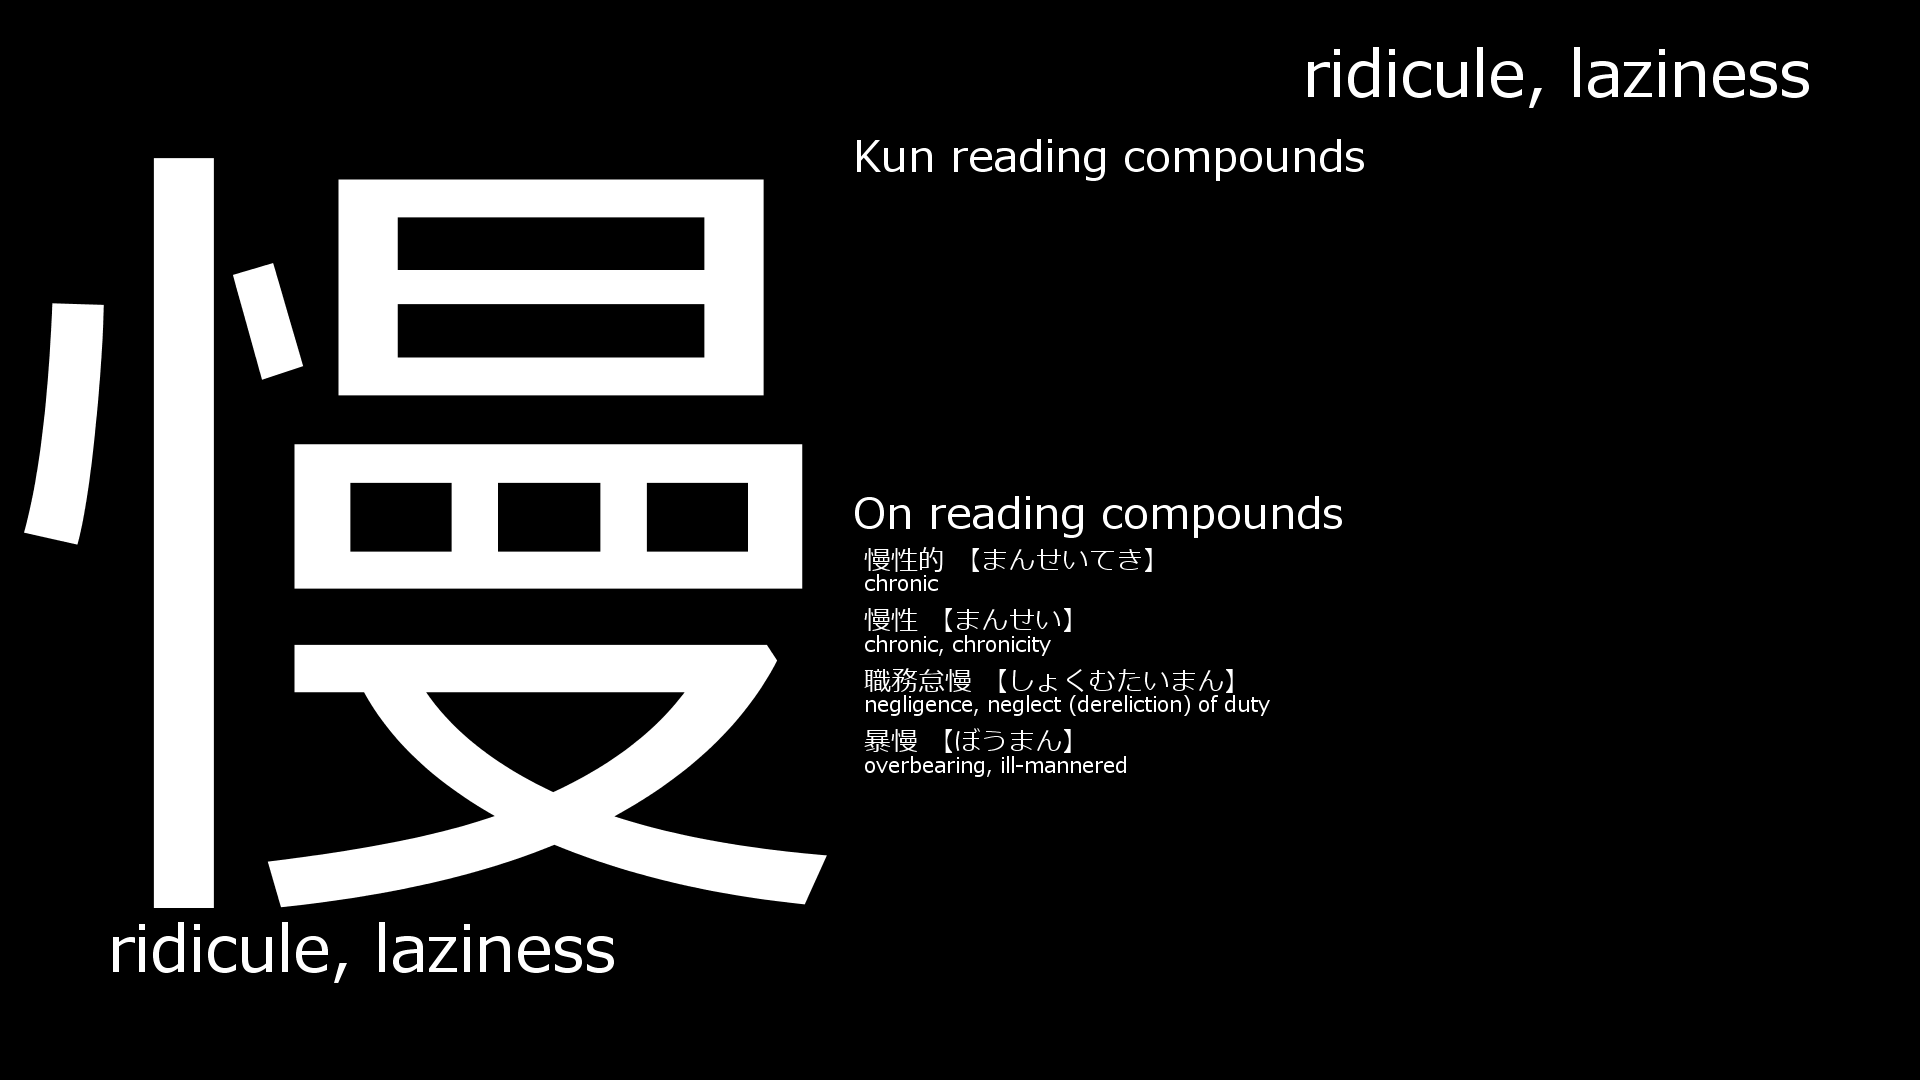 ridicule, laziness
慢
Kun reading compounds
On reading compounds
慢性的 【まんせいてき】
chronic
慢性 【まんせい】
chronic, chronicity
職務怠慢 【しょくむたいまん】
negligence, neglect (dereliction) of duty
暴慢 【ぼうまん】
overbearing, ill-mannered
ridicule, laziness